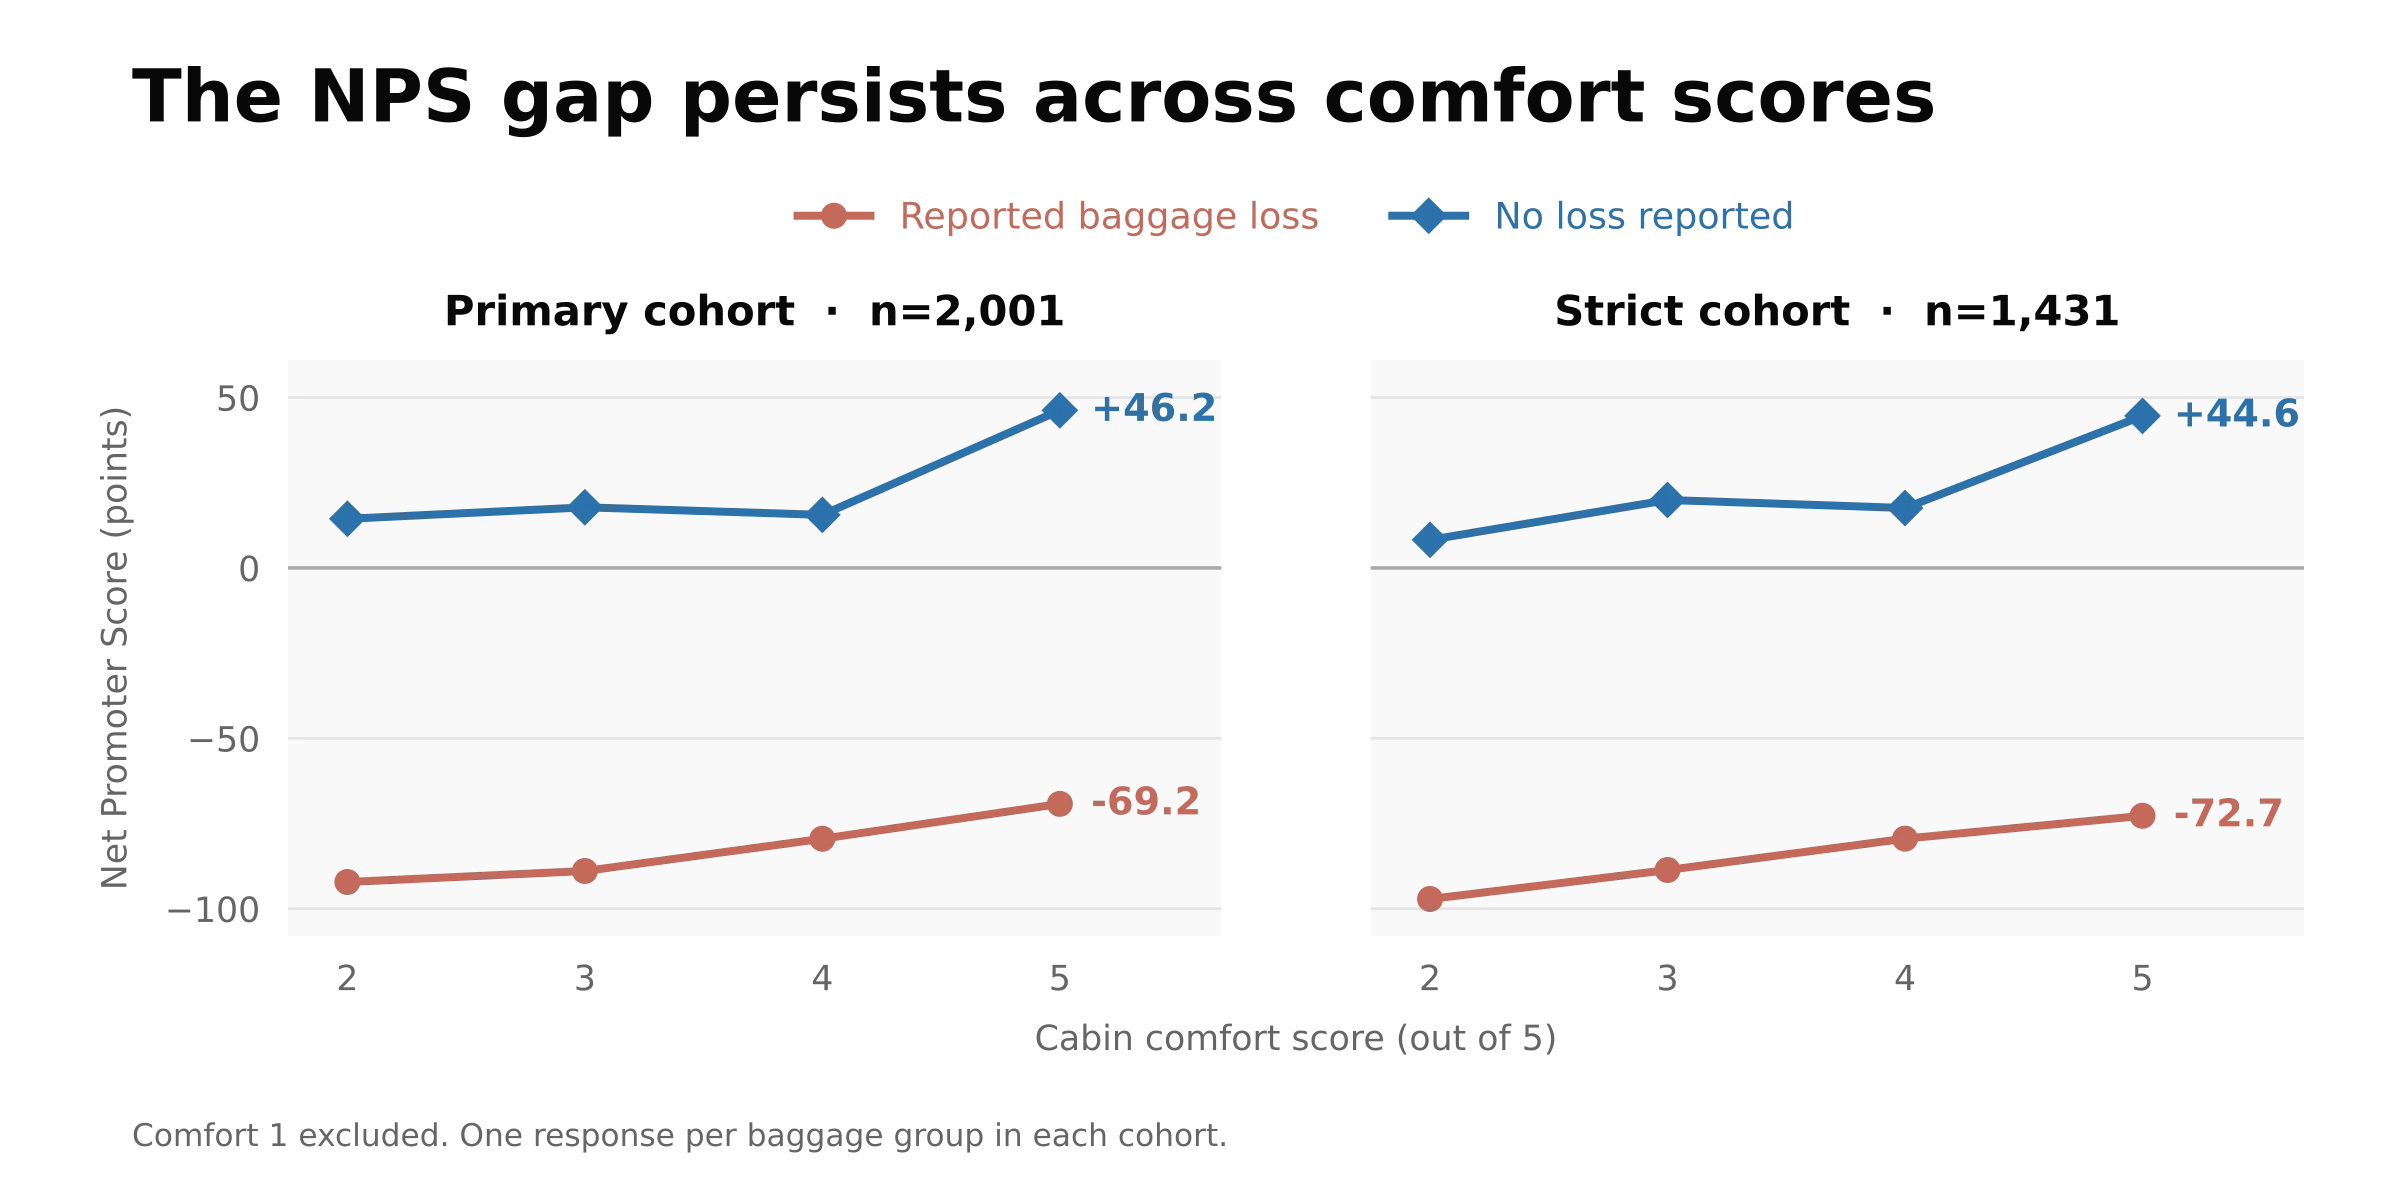 The NPS gap persists across comfort scores
Reported baggage loss
No loss reported
Primary cohort · n=2,001
Strict cohort · n=1,431
Net Promoter Score (points)
50
0
−50
−100
+46.2
-69.2
+44.6
-72.7
2 3 4 5
2 3 4 5
Cabin comfort score (out of 5)
Comfort 1 excluded. One response per baggage group in each cohort.